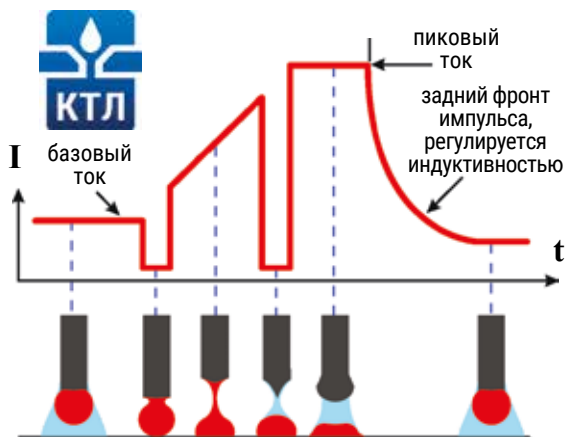 КТЛ
пиковый
ток
задний фронт
импульса,
регулируется
индуктивностью
I
базовый
ток
t